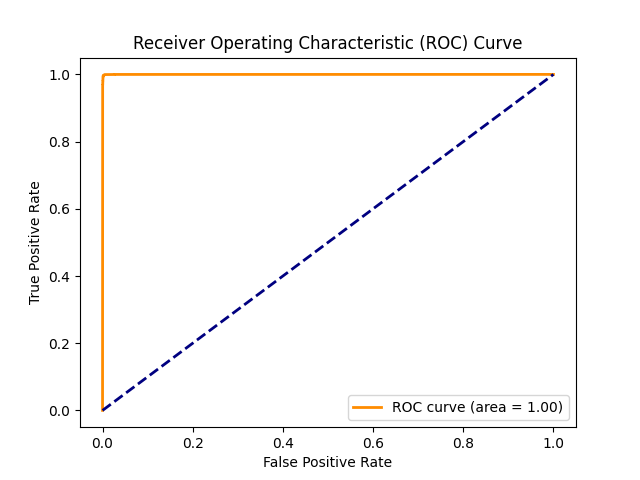 Receiver Operating Characteristic (ROC) Curve
True Positive Rate
1.0
0.8
0.6
0.4
0.2
0.0
ROC curve (area = 1.00)
0.0 0.2 0.4 0.6 0.8 1.0
False Positive Rate